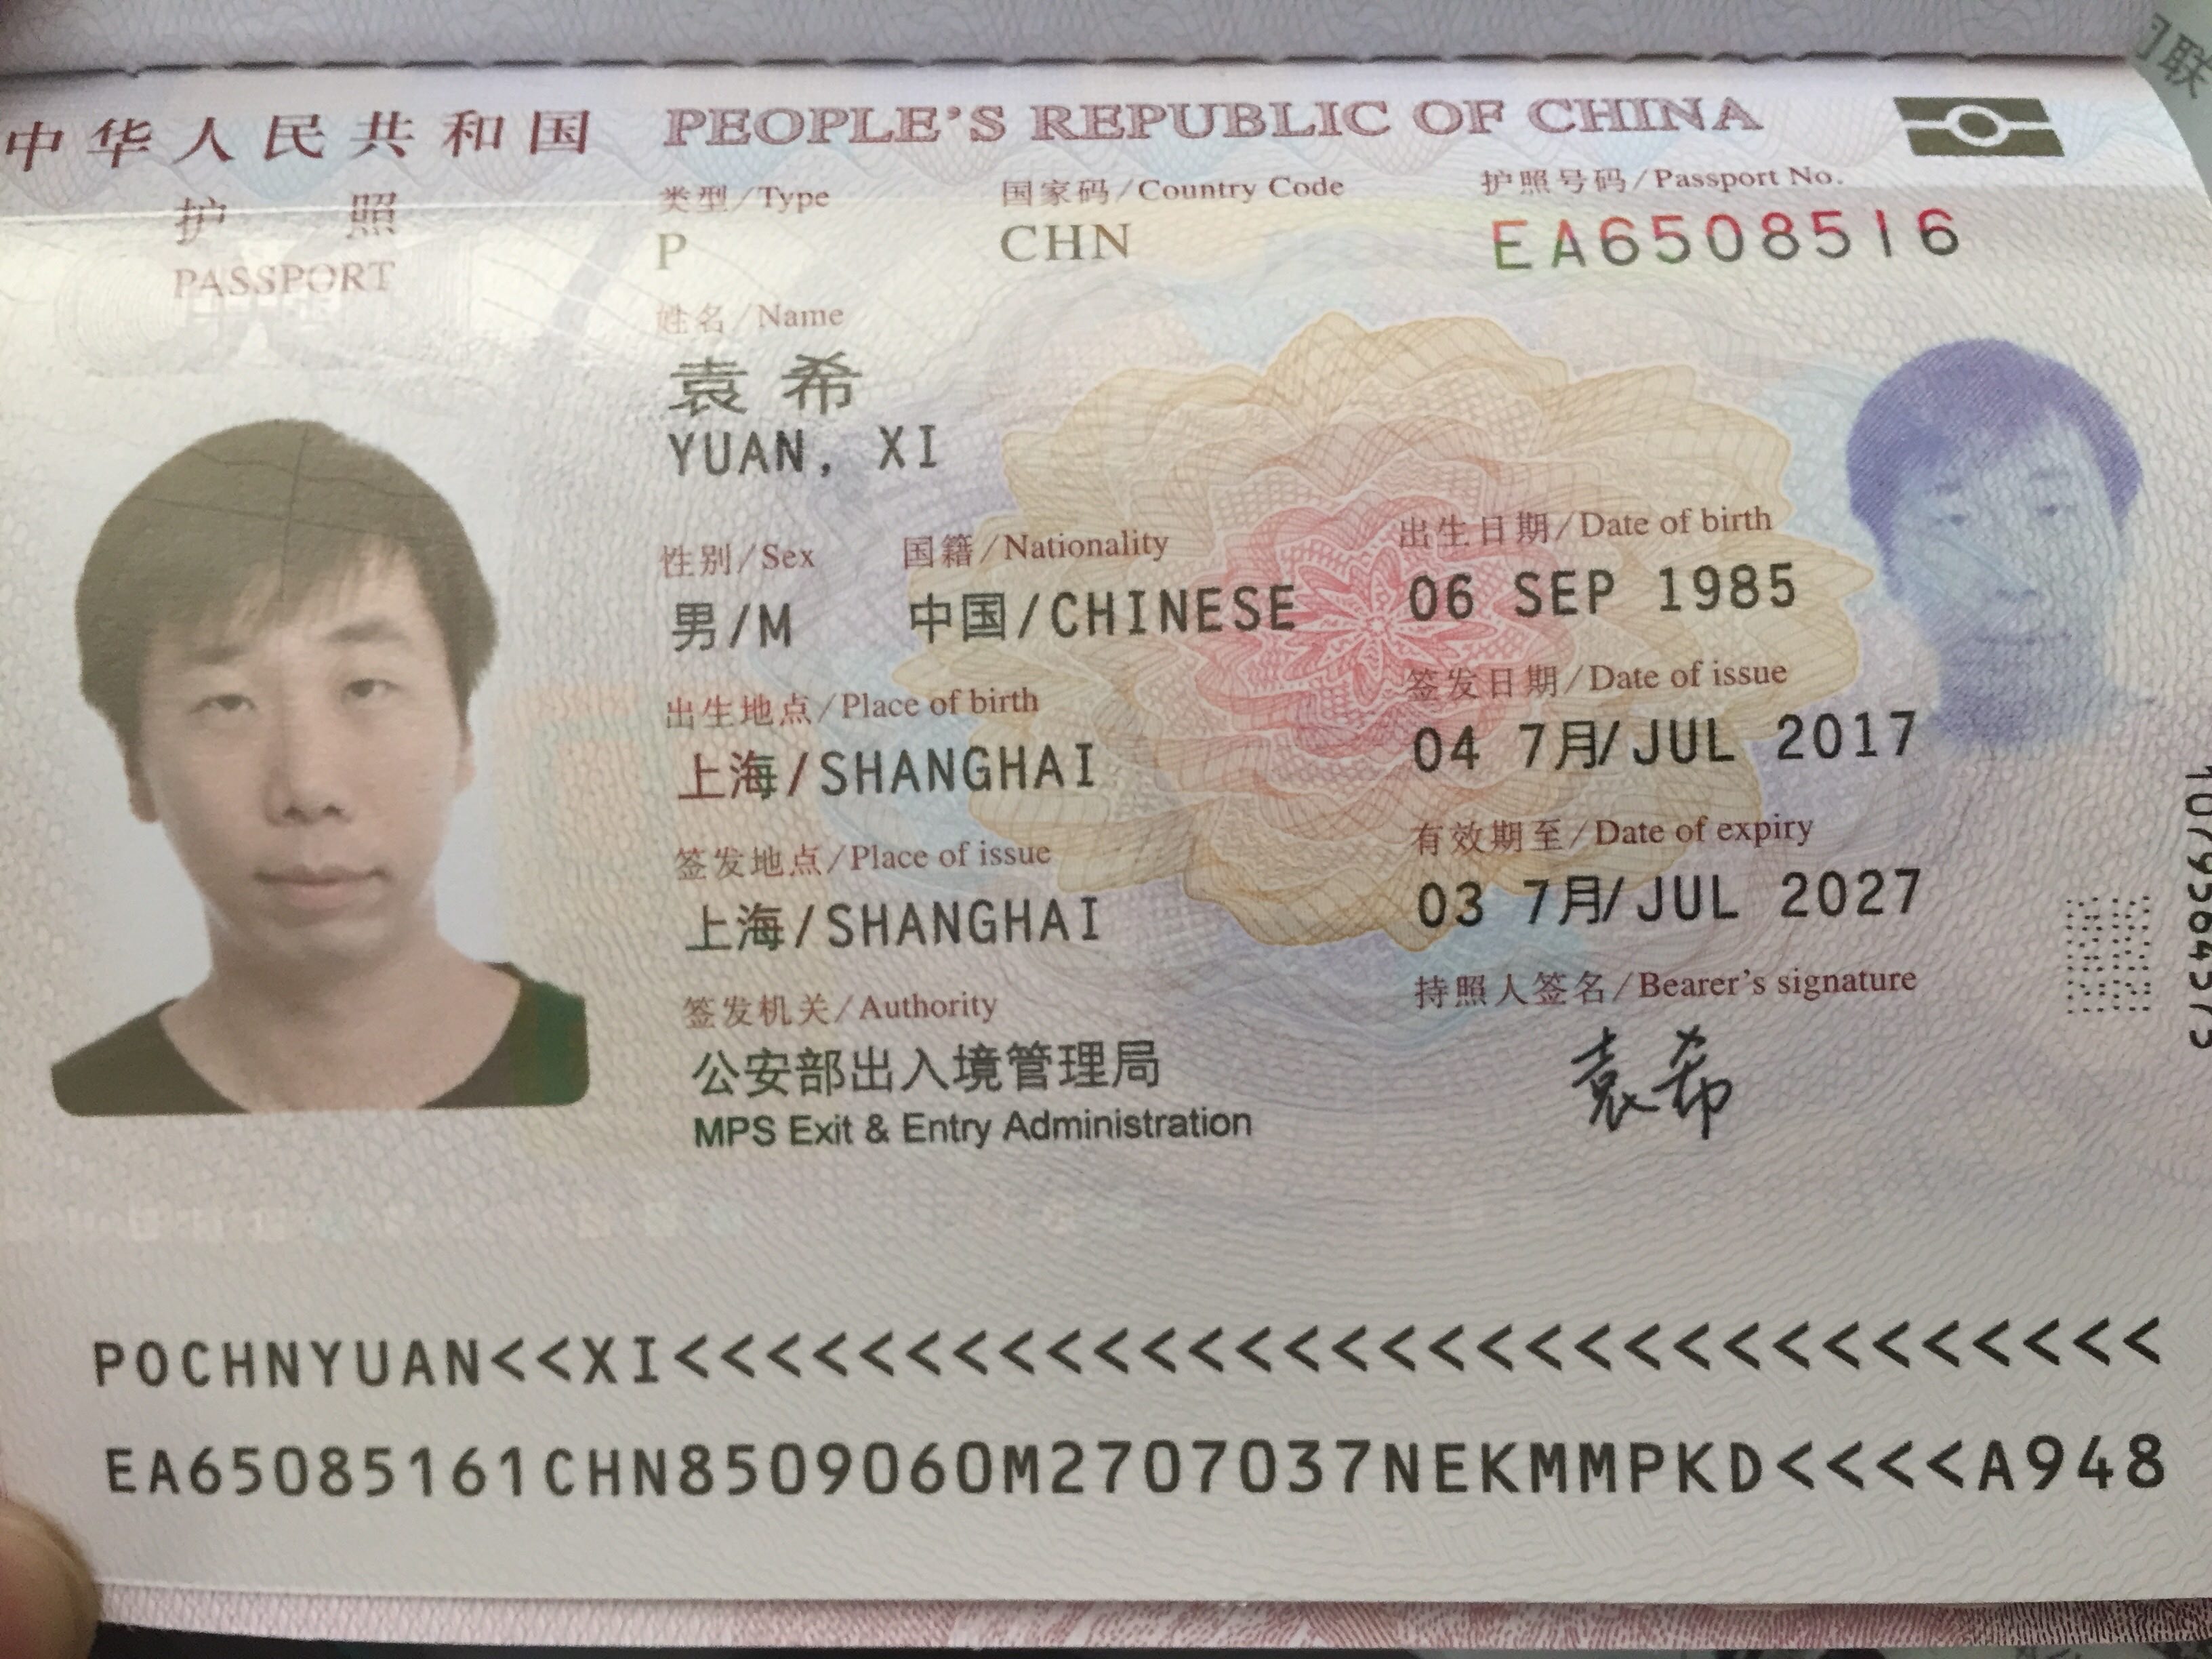 中华人民共和国 PEOPLE'S REPUBLIC OF CHINA
护照
PASSPORT
类型/Type 国家码/Country Code 护照号码/Passport No.
P CHN EA6508516
姓名/Name
袁希
YUAN, XI
性别/Sex 国籍/Nationality 出生日期/Date of birth
男/M 中国/CHINESE 06 SEP 1985
出生地点/Place of birth 签发日期/Date of issue
上海/SHANGHAI 04 7月/JUL 2017
签发地点/Place of issue 有效期至/Date of expiry
上海/SHANGHAI 03 7月/JUL 2027
签发机关/Authority 持照人签名/Bearer's signature
公安部出入境管理局 袁希
MPS Exit & Entry Administration
POCHNYUAN<<XI<<<<<<<<<<<<<<<<<<<<<<<<<<<<<<<
EA65085161CHN8509060M2707037NEKMMPKD<<<<A948